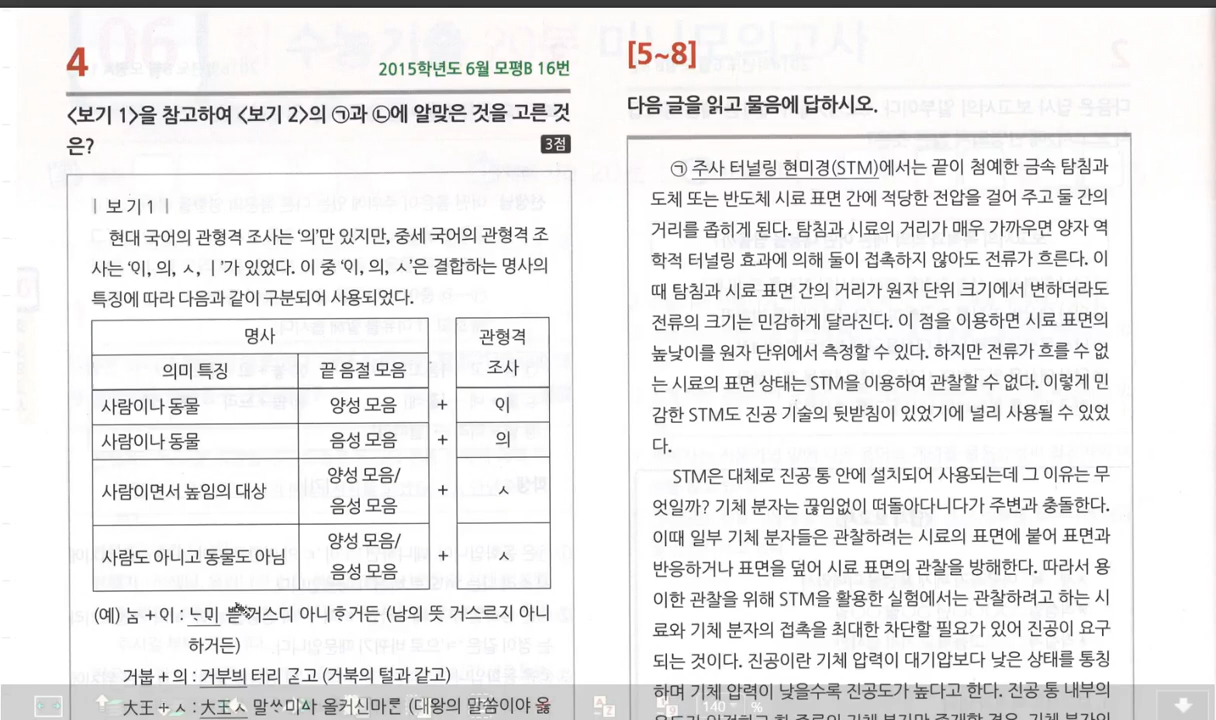 4
2015학년도 6월 모평B 16번
<보기 1>을 참고하여 <보기 2>의 ㉠과 ㉡에 알맞은 것을 고른 것
은?
3점
| 보기 1 |
현대 국어의 관형격 조사는 ‘의’만 있지만, 중세 국어의 관형격 조
사는 ‘ᄋᆡ, 의, ㅅ, ㅣ’가 있었다. 이 중 ‘ᄋᆡ, 의, ㅅ’은 결합하는 명사의
특징에 따라 다음과 같이 구분되어 사용되었다.
명사
관형격
조사
의미 특징
끝 음절 모음
사람이나 동물
양성 모음
+
ᄋᆡ
사람이나 동물
음성 모음
+
의
사람이면서 높임의 대상
양성 모음/
음성 모음
+
ㅅ
사람도 아니고 동물도 아님
양성 모음/
음성 모음
+
ㅅ
(남의 뜻 거스르지 아니
하거든)
거붑 + 의 : 거부븨 터리 ᄀᆞᆮ고 (거북의 털과 같고)
大王 + ㅅ : 大王ㅅ 말ᄊᆞ미ᅀᅡ 올커신마ᄅᆞᆫ (대왕의 말씀이야 옳
[5~8]
다음 글을 읽고 물음에 답하시오.
㉠ 주사 터널링 현미경(STM)에서는 끝이 첨예한 금속 탐침과
도체 또는 반도체 시료 표면 간에 적당한 전압을 걸어 주고 둘 간의
거리를 좁히게 된다. 탐침과 시료의 거리가 매우 가까우면 양자 역
학적 터널링 효과에 의해 둘이 접촉하지 않아도 전류가 흐른다. 이
때 탐침과 시료 표면 간의 거리가 원자 단위 크기에서 변하더라도
전류의 크기는 민감하게 달라진다. 이 점을 이용하면 시료 표면의
높낮이를 원자 단위에서 측정할 수 있다. 하지만 전류가 흐를 수 없
는 시료의 표면 상태는 STM을 이용하여 관찰할 수 없다. 이렇게 민
감한 STM도 진공 기술의 뒷받침이 있었기에 널리 사용될 수 있었
다.
STM은 대체로 진공 통 안에 설치되어 사용되는데 그 이유는 무
엇일까? 기체 분자는 끊임없이 떠돌아다니다가 주변과 충돌한다.
이때 일부 기체 분자들은 관찰하려는 시료의 표면에 붙어 표면과
반응하거나 표면을 덮어 시료 표면의 관찰을 방해한다. 따라서 용
이한 관찰을 위해 STM을 활용한 실험에서는 관찰하려고 하는 시
료와 기체 분자의 접촉을 최대한 차단할 필요가 있어 진공이 요구
되는 것이다. 진공이란 기체 압력이 대기압보다 낮은 상태를 통칭
하며 기체 압력이 낮을수록 진공도가 높다고 한다. 진공 통 내부의
140 %